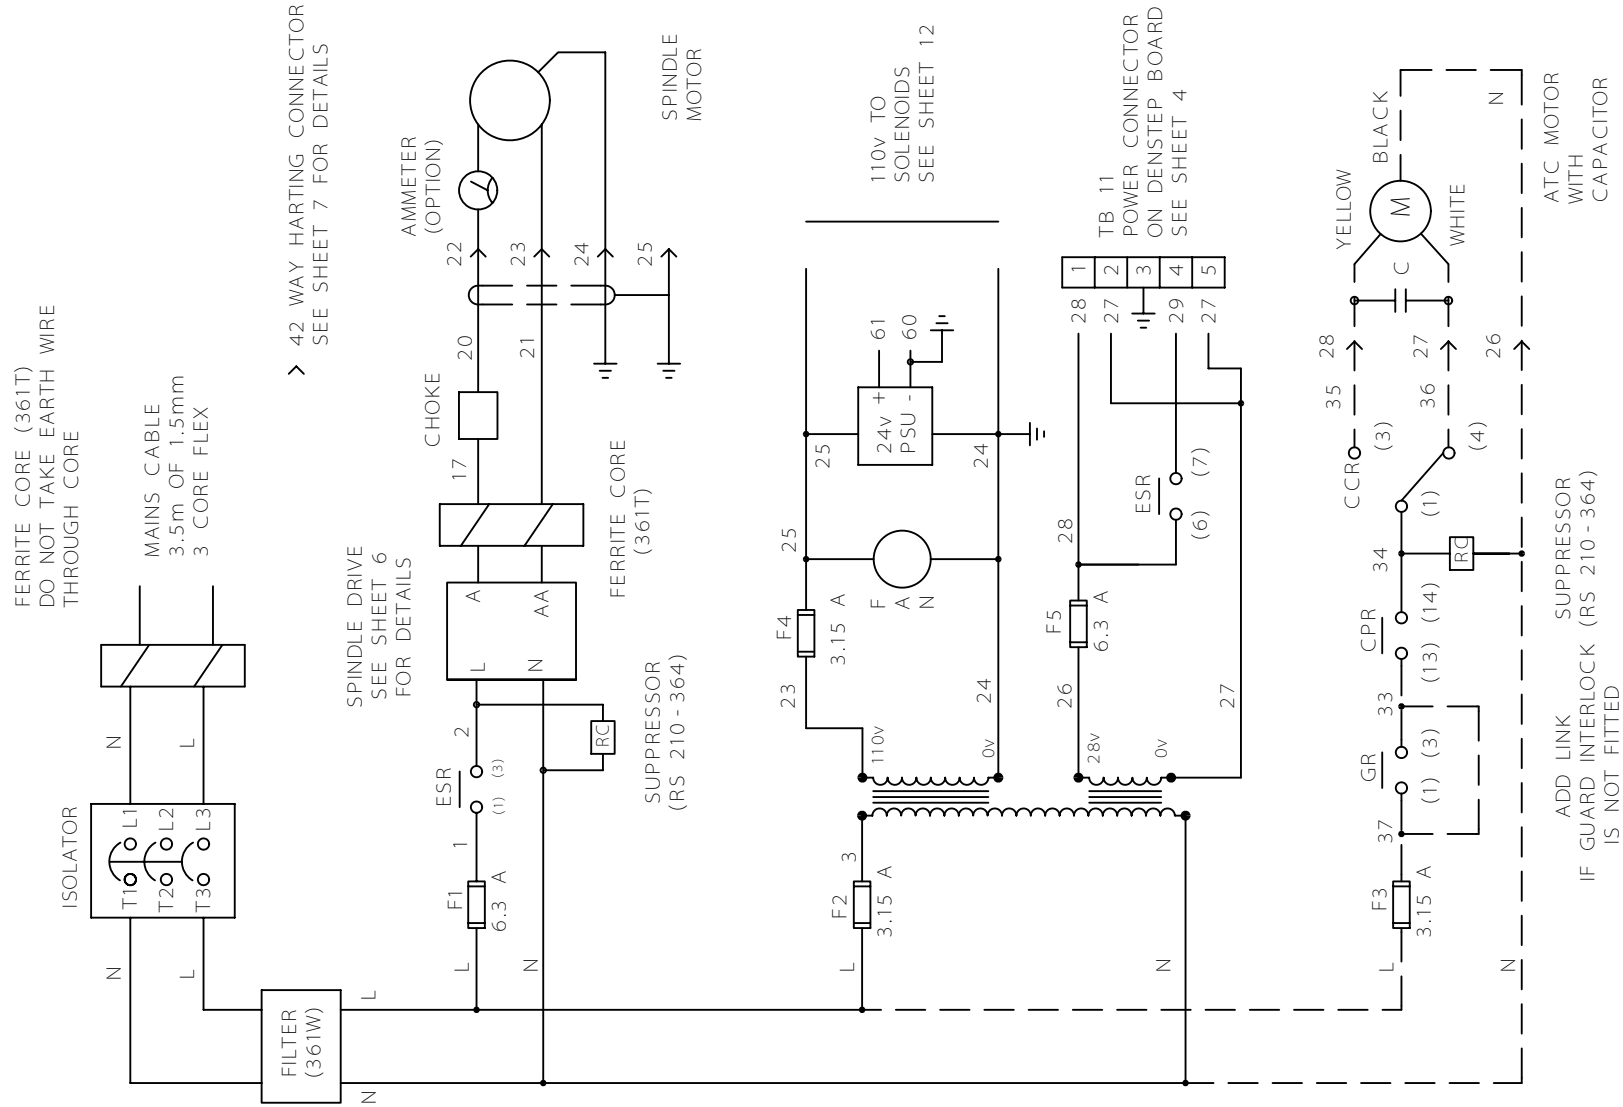 FERRITE CORE (361T)
DO NOT TAKE EARTH WIRE
THROUGH CORE
MAINS CABLE
3.5m OF 1.5mm
3 CORE FLEX
N
L
ISOLATOR
T1 L1
T2 L2
T3 L3
N
L
FILTER
(361W)
L
N
> 42 WAY HARTING CONNECTOR
SEE SHEET 7 FOR DETAILS
L
N
F1
6.3 A
1
ESR
(1) (3)
2
RC
SUPPRESSOR
(RS 210-364)
SPINDLE DRIVE
SEE SHEET 6
FOR DETAILS
L A
N AA
FERRITE CORE
(361T)
17
CHOKE
20
21
22
23
24
25
AMMETER
(OPTION)
SPINDLE
MOTOR
L
N
F2
3.15 A
3
110v
0v
28v
0v
23
24
F4
3.15 A
25
F
A
N
25
24
24v +
PSU -
61
60
110v TO
SOLENOIDS
SEE SHEET 12
26
27
F5
6.3 A
28
ESR
(6) (7)
28
27
29
27
1
2
3
4
5
TB 11
POWER CONNECTOR
ON DENSTEP BOARD
SEE SHEET 4
L
N
F3
3.15 A
37
GR
(1) (3)
33
CPR
(13) (14)
34
RC
SUPPRESSOR
(RS 210-364)
ADD LINK
IF GUARD INTERLOCK
IS NOT FITTED
(1)
CCR
(3)
(4)
35
36
28
27
26
C
YELLOW
WHITE
M
BLACK
N
ATC MOTOR
WITH
CAPACITOR